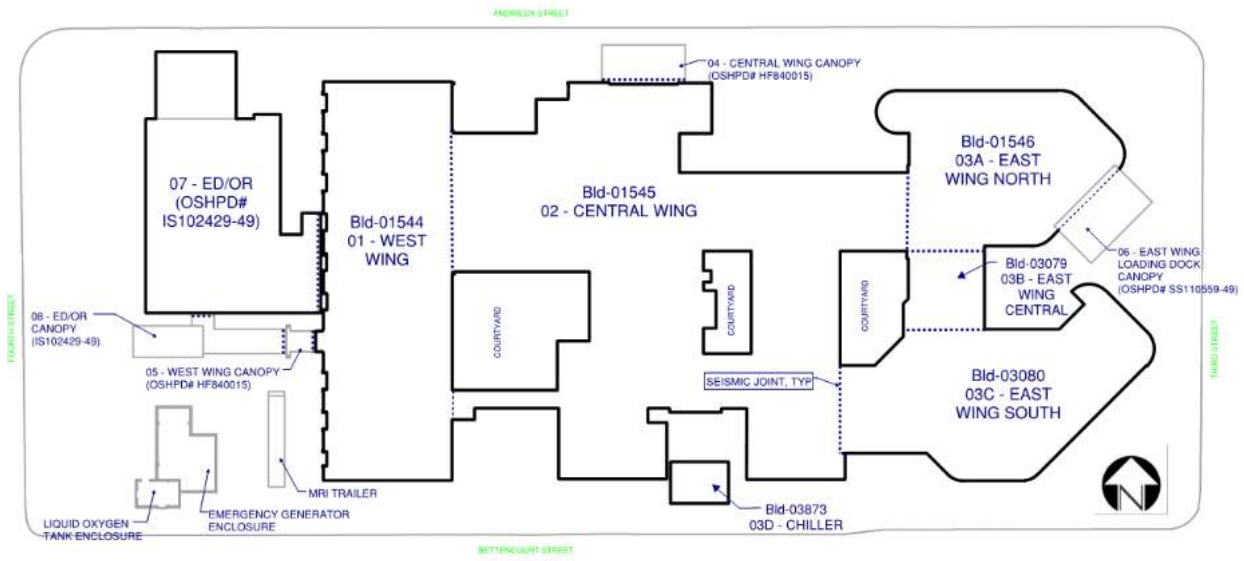 ANDRIEUX STREET
04 - CENTRAL WING CANOPY
(OSHPD# HF840015)
07 - ED/OR
(OSHPD#
IS102429-49)
Bld-01544
01 - WEST
WING
Bld-01545
02 - CENTRAL WING
Bld-01546
03A - EAST
WING NORTH
06 - EAST WING
LOADING DOCK
CANOPY
(OSHPD# SS110559-49)
Bld-03079
03B - EAST
WING
CENTRAL
COURTYARD
COURTYARD
COURTYARD
FOURTH STREET
THIRD STREET
08 - ED/OR
CANOPY
(IS102429-49)
05 - WEST WING CANOPY
(OSHPD# HF840015)
SEISMIC JOINT, TYP
Bld-03080
03C - EAST
WING SOUTH
MRI TRAILER
EMERGENCY GENERATOR
ENCLOSURE
LIQUID OXYGEN
TANK ENCLOSURE
Bld-03873
03D - CHILLER
N
BETTENCOURT STREET